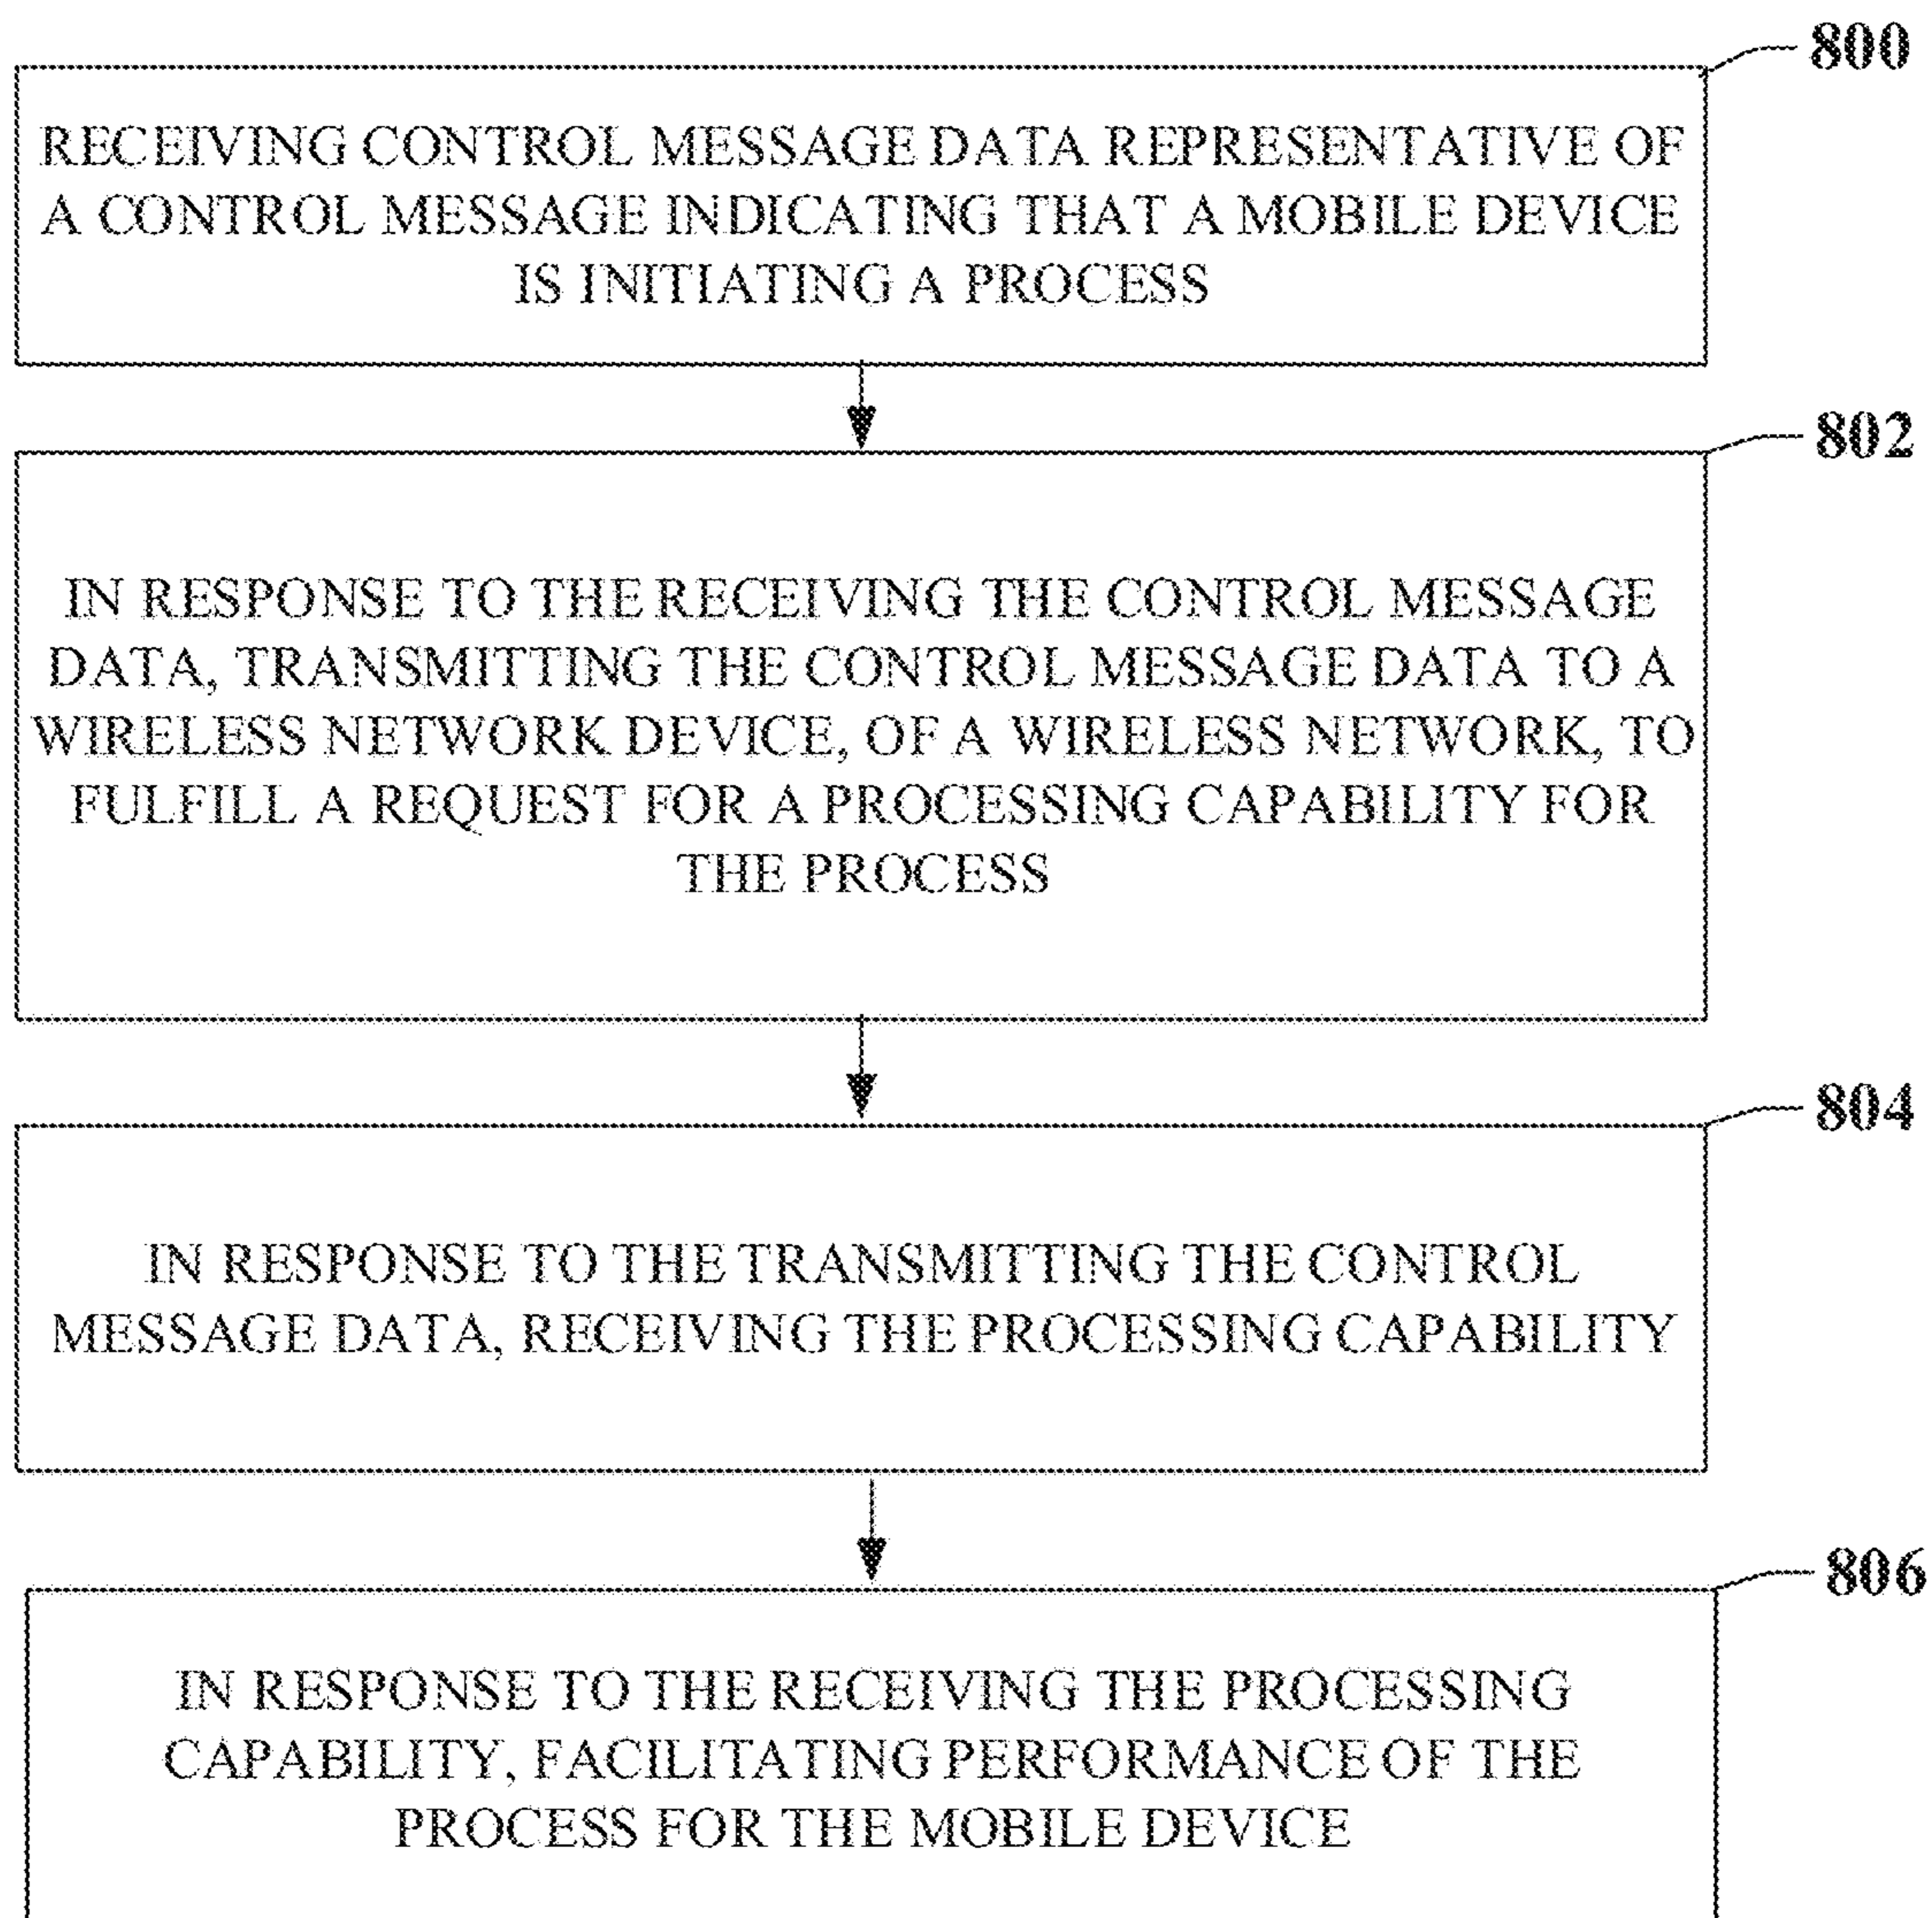 800
RECEIVING CONTROL MESSAGE DATA REPRESENTATIVE OF
A CONTROL MESSAGE INDICATING THAT A MOBILE DEVICE
IS INITIATING A PROCESS
802
IN RESPONSE TO THE RECEIVING THE CONTROL MESSAGE
DATA, TRANSMITTING THE CONTROL MESSAGE DATA TO A
WIRELESS NETWORK DEVICE, OF A WIRELESS NETWORK, TO
FULFILL A REQUEST FOR A PROCESSING CAPABILITY FOR
THE PROCESS
804
IN RESPONSE TO THE TRANSMITTING THE CONTROL
MESSAGE DATA, RECEIVING THE PROCESSING CAPABILITY
806
IN RESPONSE TO THE RECEIVING THE PROCESSING
CAPABILITY, FACILITATING PERFORMANCE OF THE
PROCESS FOR THE MOBILE DEVICE